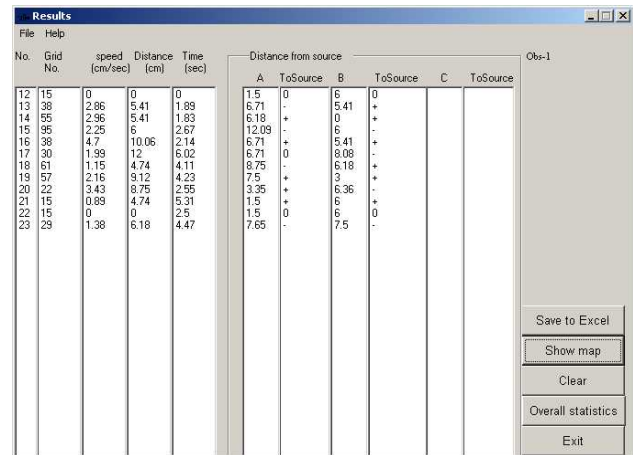 Results
File Help
No. Grid No. speed (cm/sec) Distance (cm) Time (sec) Distance from source Obs-1
A ToSource B ToSource C ToSource
12 15 0 0 0 1.5 0 6 0
13 38 2.86 5.41 1.89 6.71 - 5.41 +
14 55 2.96 5.41 1.83 6.18 + 0 +
15 95 2.25 6 2.67 12.09 - 6 -
16 38 4.7 10.06 2.14 6.71 + 5.41 +
17 30 1.99 12 6.02 6.71 0 8.08 -
18 61 1.15 4.74 4.11 8.75 - 6.18 +
19 57 2.16 9.12 4.23 7.5 + 3 +
20 22 3.43 8.75 2.55 3.35 + 6.36 -
21 15 0.89 4.74 5.31 1.5 + 6 +
22 15 0 0 2.5 1.5 0 6 0
23 29 1.38 6.18 4.47 7.65 - 7.5 -
Save to Excel
Show map
Clear
Overall statistics
Exit